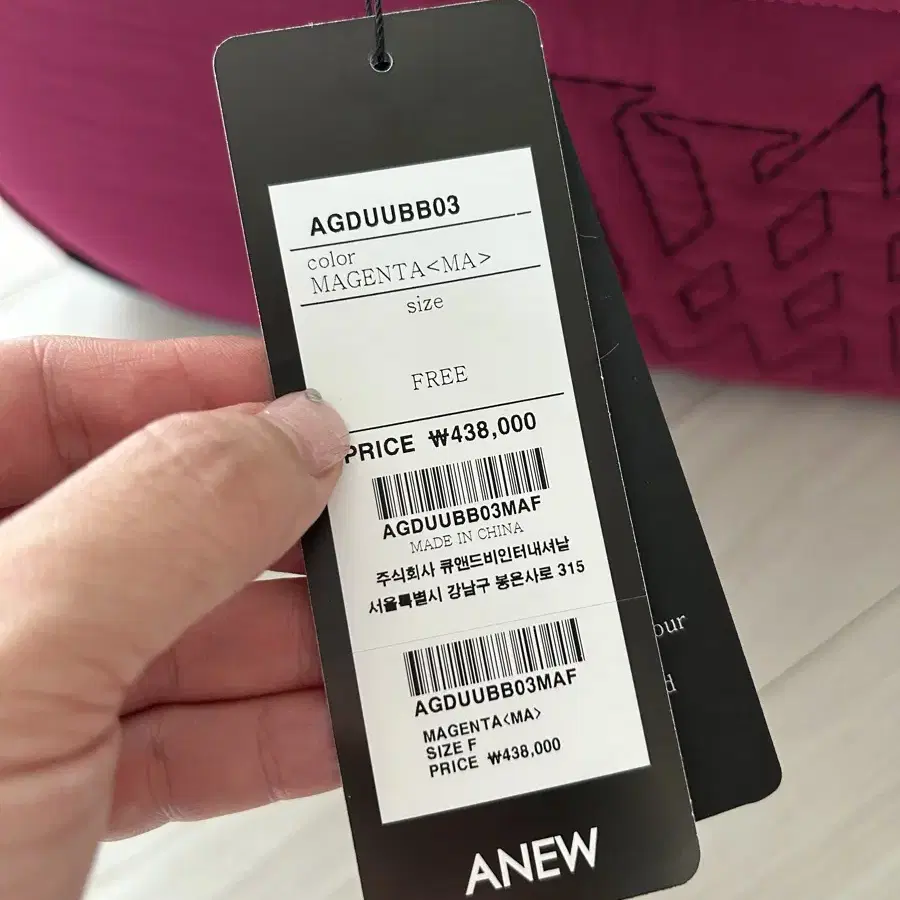 AGDUUBB03
color
MAGENTA<MA>
size
FREE
PRICE ₩438,000
AGDUUBB03MAF
MADE IN CHINA
주식회사 큐앤드비인터내셔날
서울특별시 강남구 봉은사로 315
AGDUUBB03MAF
MAGENTA<MA>
SIZE F
PRICE ₩438,000
ANEW